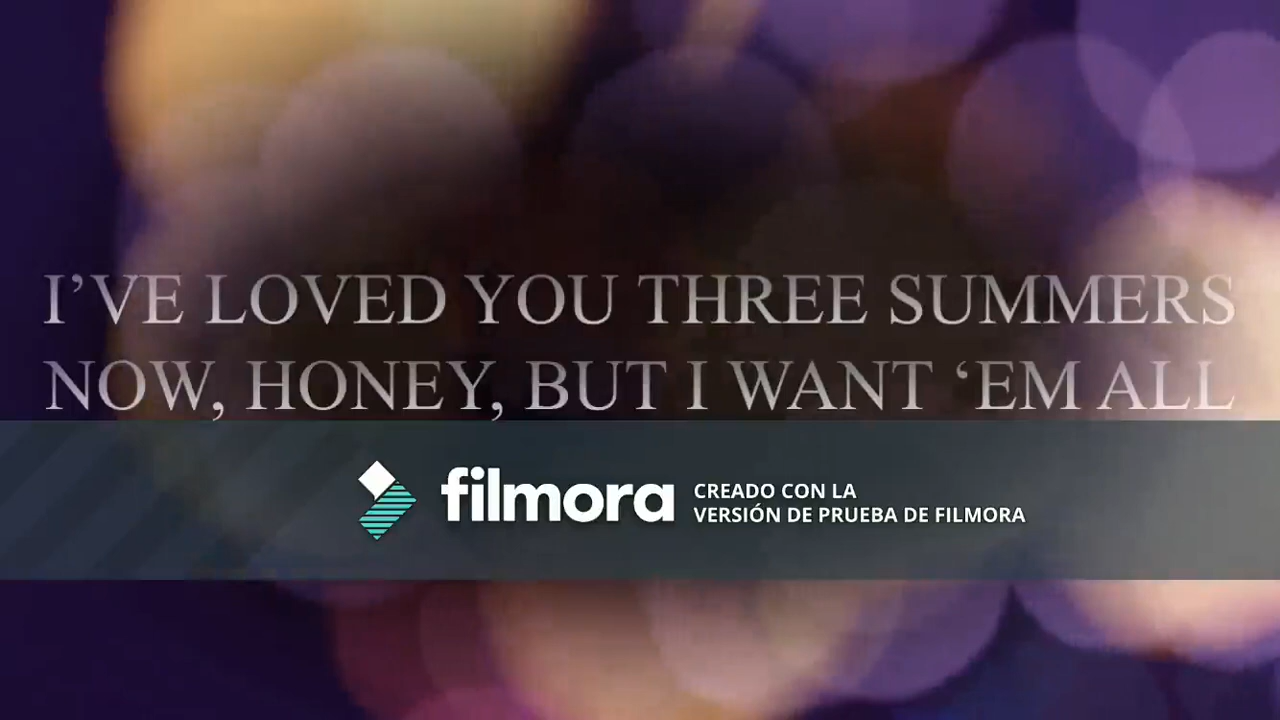 I’VE LOVED YOU THREE SUMMERS
NOW, HONEY, BUT I WANT ‘EM ALL
filmora
CREADO CON LA
VERSIÓN DE PRUEBA DE FILMORA